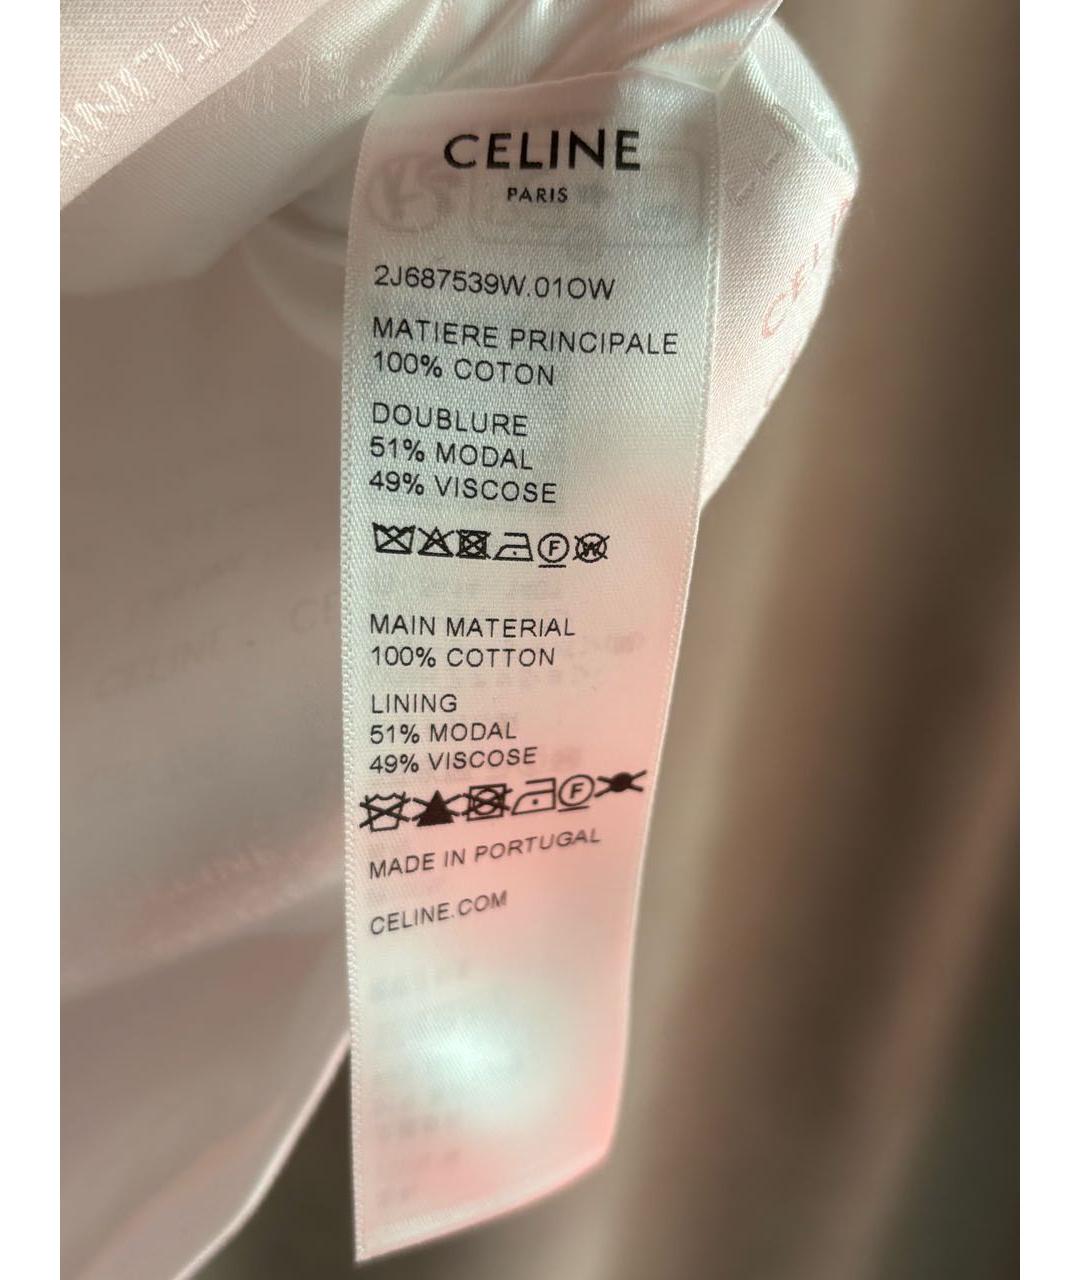 CELINE
PARIS
2J687539W.01OW
MATIERE PRINCIPALE
100% COTON
DOUBLURE
51% MODAL
49% VISCOSE
F W
MAIN MATERIAL
100% COTTON
LINING
51% MODAL
49% VISCOSE
F
MADE IN PORTUGAL
CELINE.COM